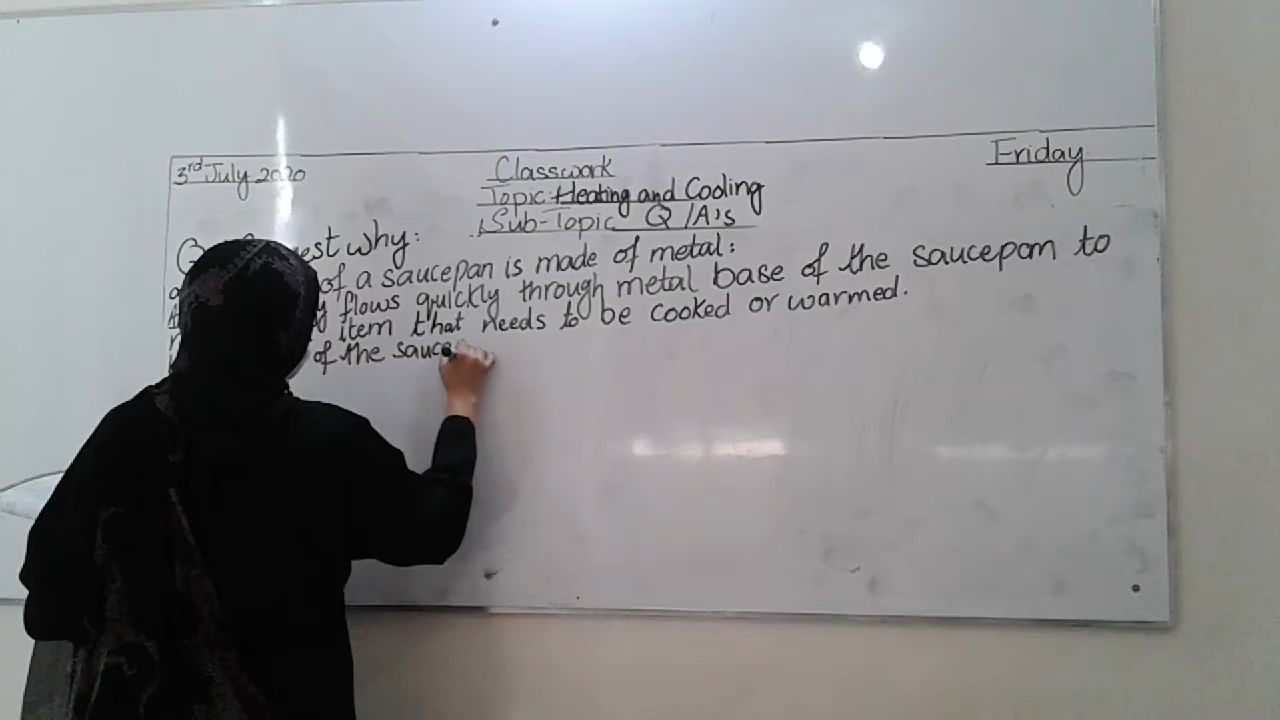 3rd July 2020
Classwork
Friday
Topic: Heating and Cooling
Sub-Topic Q/A's
Q why:
of a saucepan is made of metal:
flows quickly through metal base of the saucepan to
item that needs to be cooked or warmed.
of the sauce